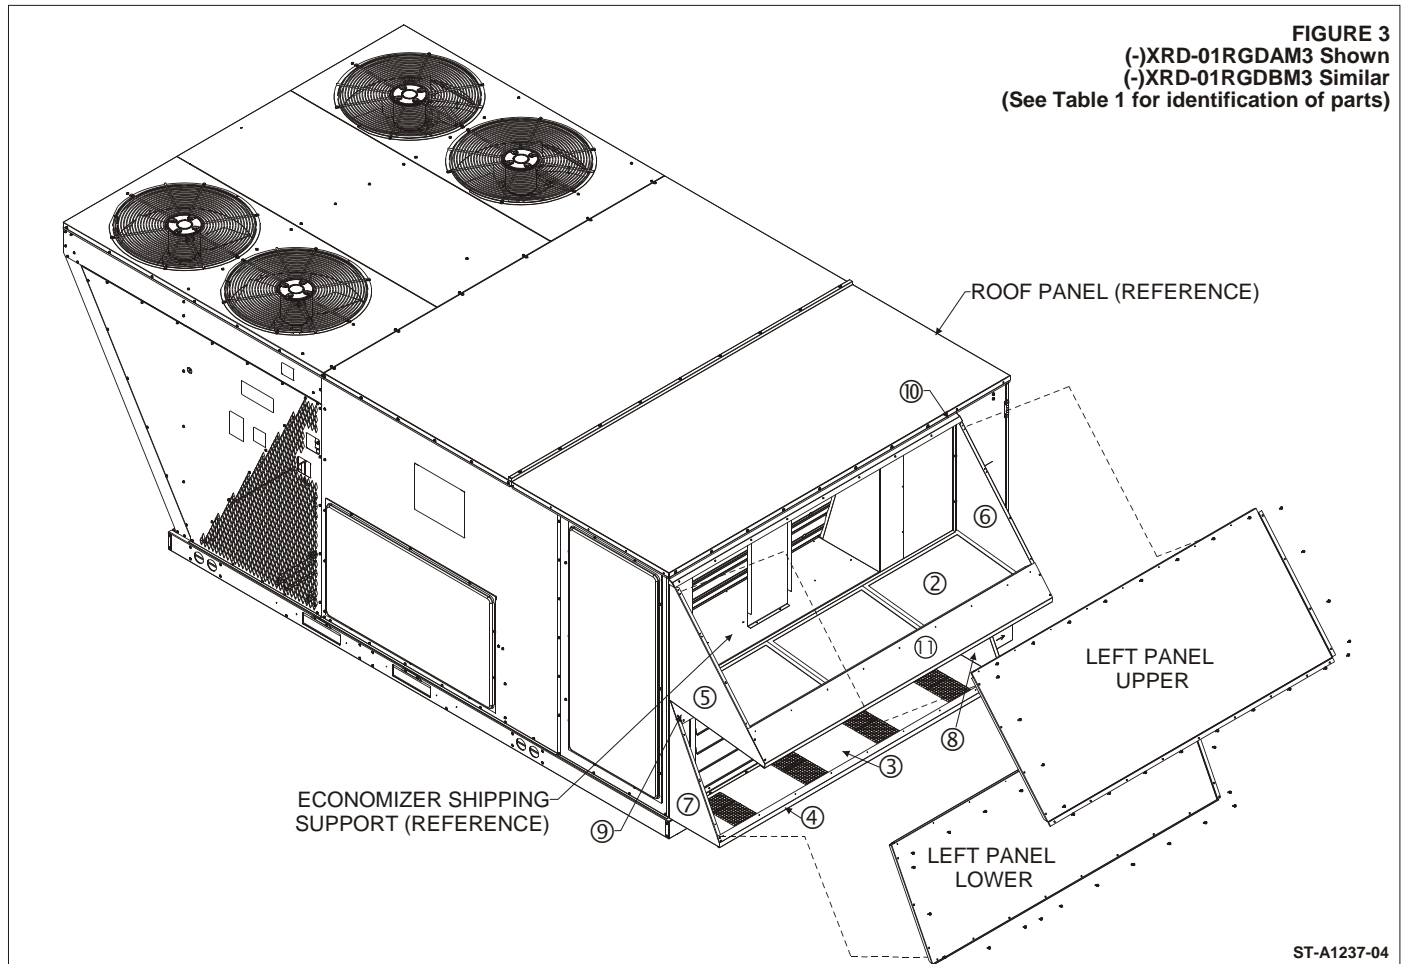 FIGURE 3
(-)XRD-01RGDAM3 Shown
(-)XRD-01RGDBM3 Similar
(See Table 1 for identification of parts)
ROOF PANEL (REFERENCE)
⑩
⑥
②
⑪
LEFT PANEL
UPPER
⑤
⑧
③
ECONOMIZER SHIPPING
SUPPORT (REFERENCE)
⑦
④
⑨
LEFT PANEL
LOWER
ST-A1237-04